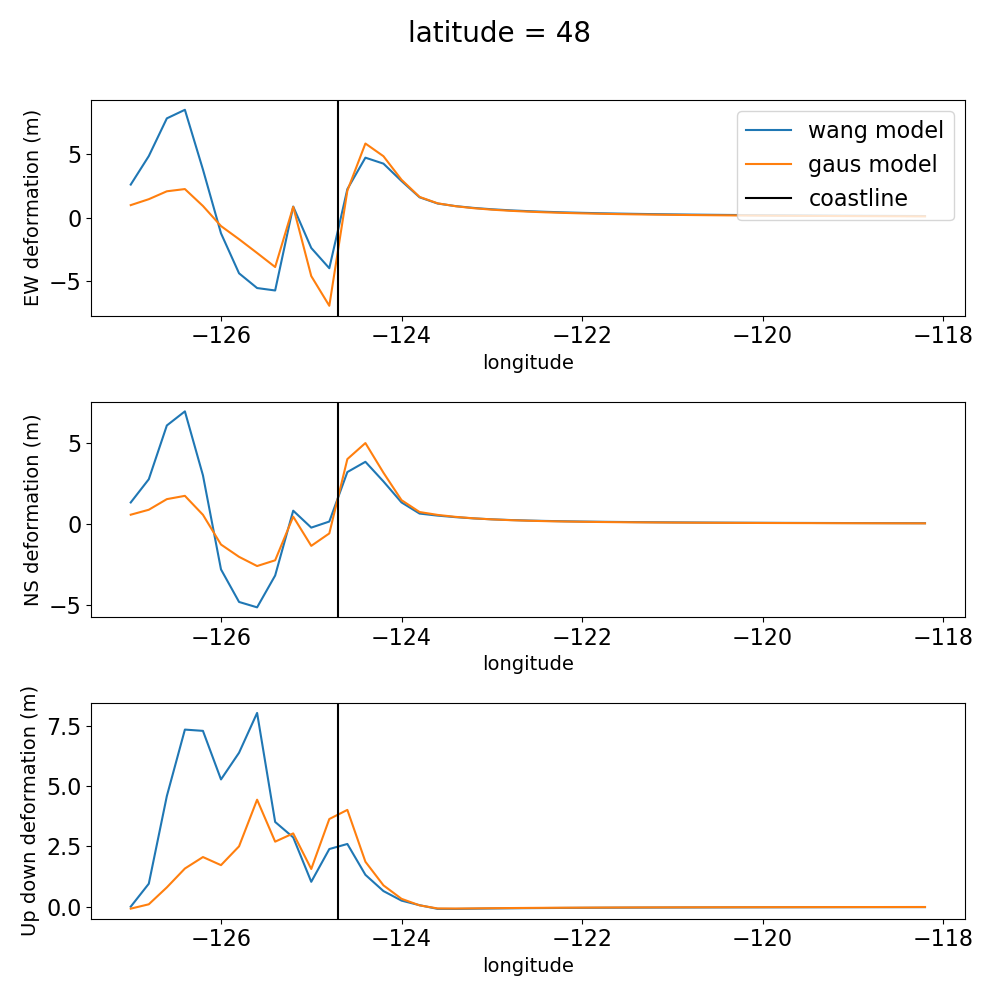 latitude = 48
EW deformation (m)
5
0
−5
wang model
gaus model
coastline
−126 −124 −122 −120 −118
longitude
NS deformation (m)
5
0
−5
−126 −124 −122 −120 −118
longitude
Up down deformation (m)
7.5
5.0
2.5
0.0
−126 −124 −122 −120 −118
longitude